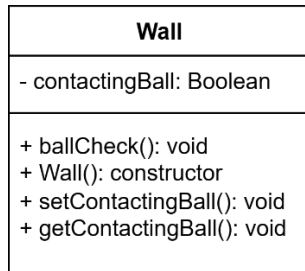 Wall
- contactingBall: Boolean
+ ballCheck(): void
+ Wall(): constructor
+ setContactingBall(): void
+ getContactingBall(): void